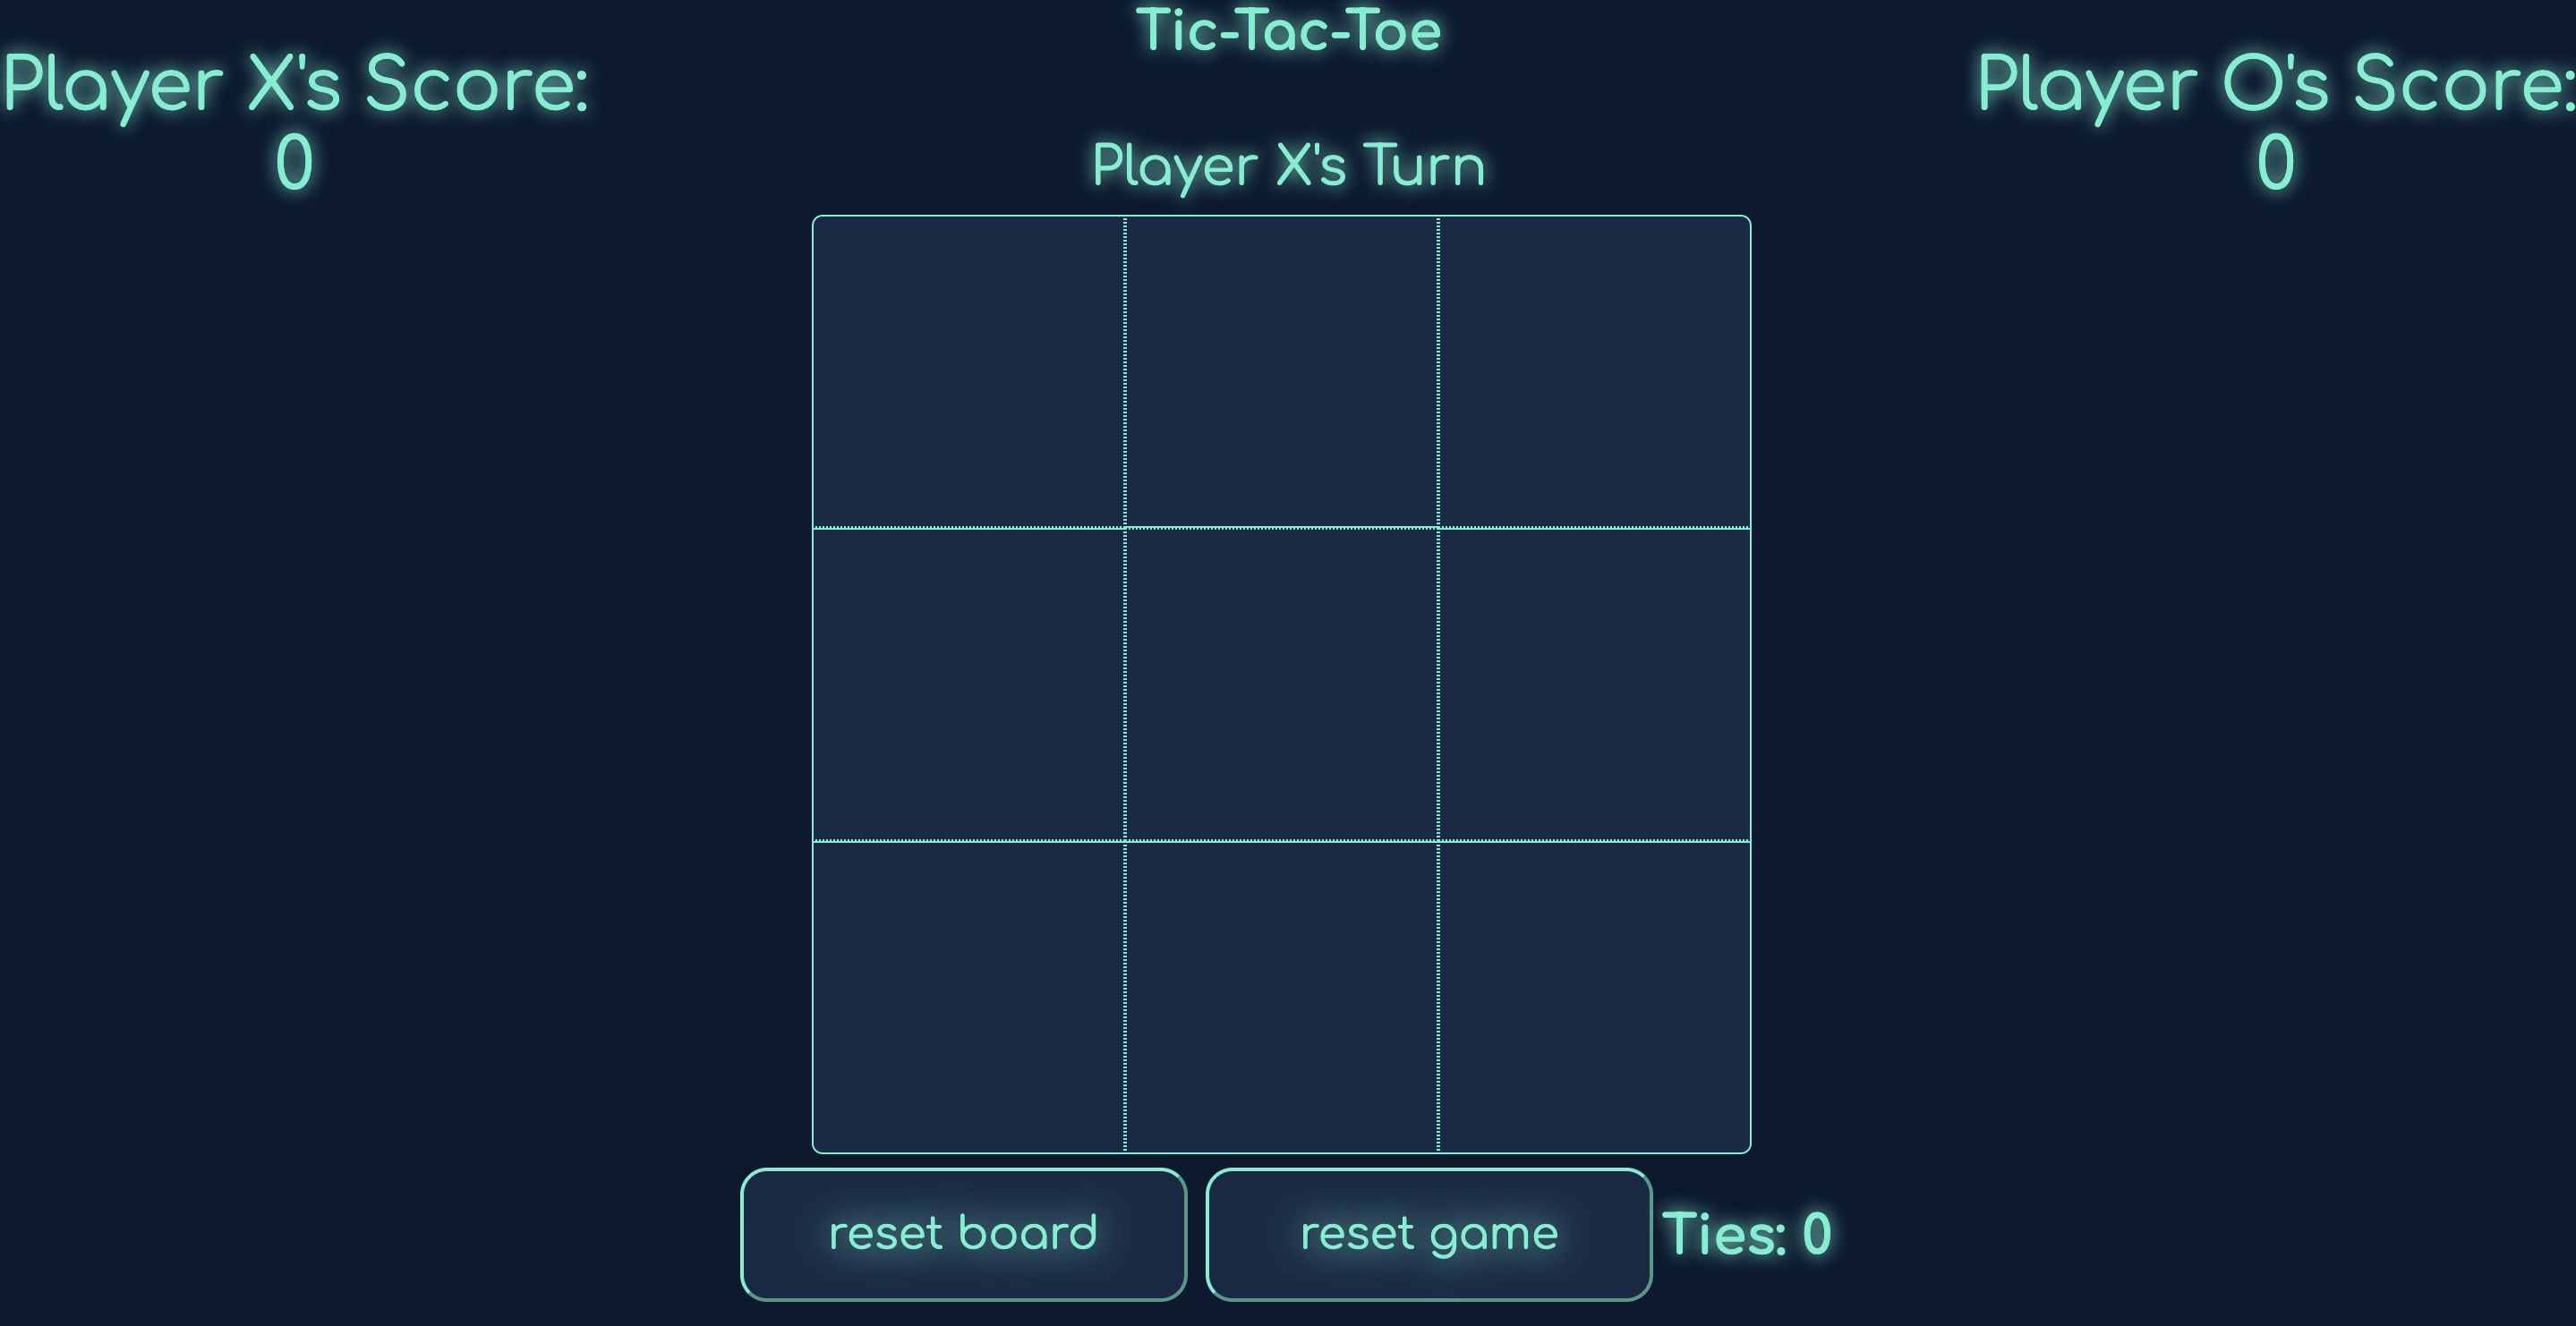 Tic-Tac-Toe
Player X's Score:
0
Player X's Turn
Player O's Score:
0
reset board
reset game
Ties: 0